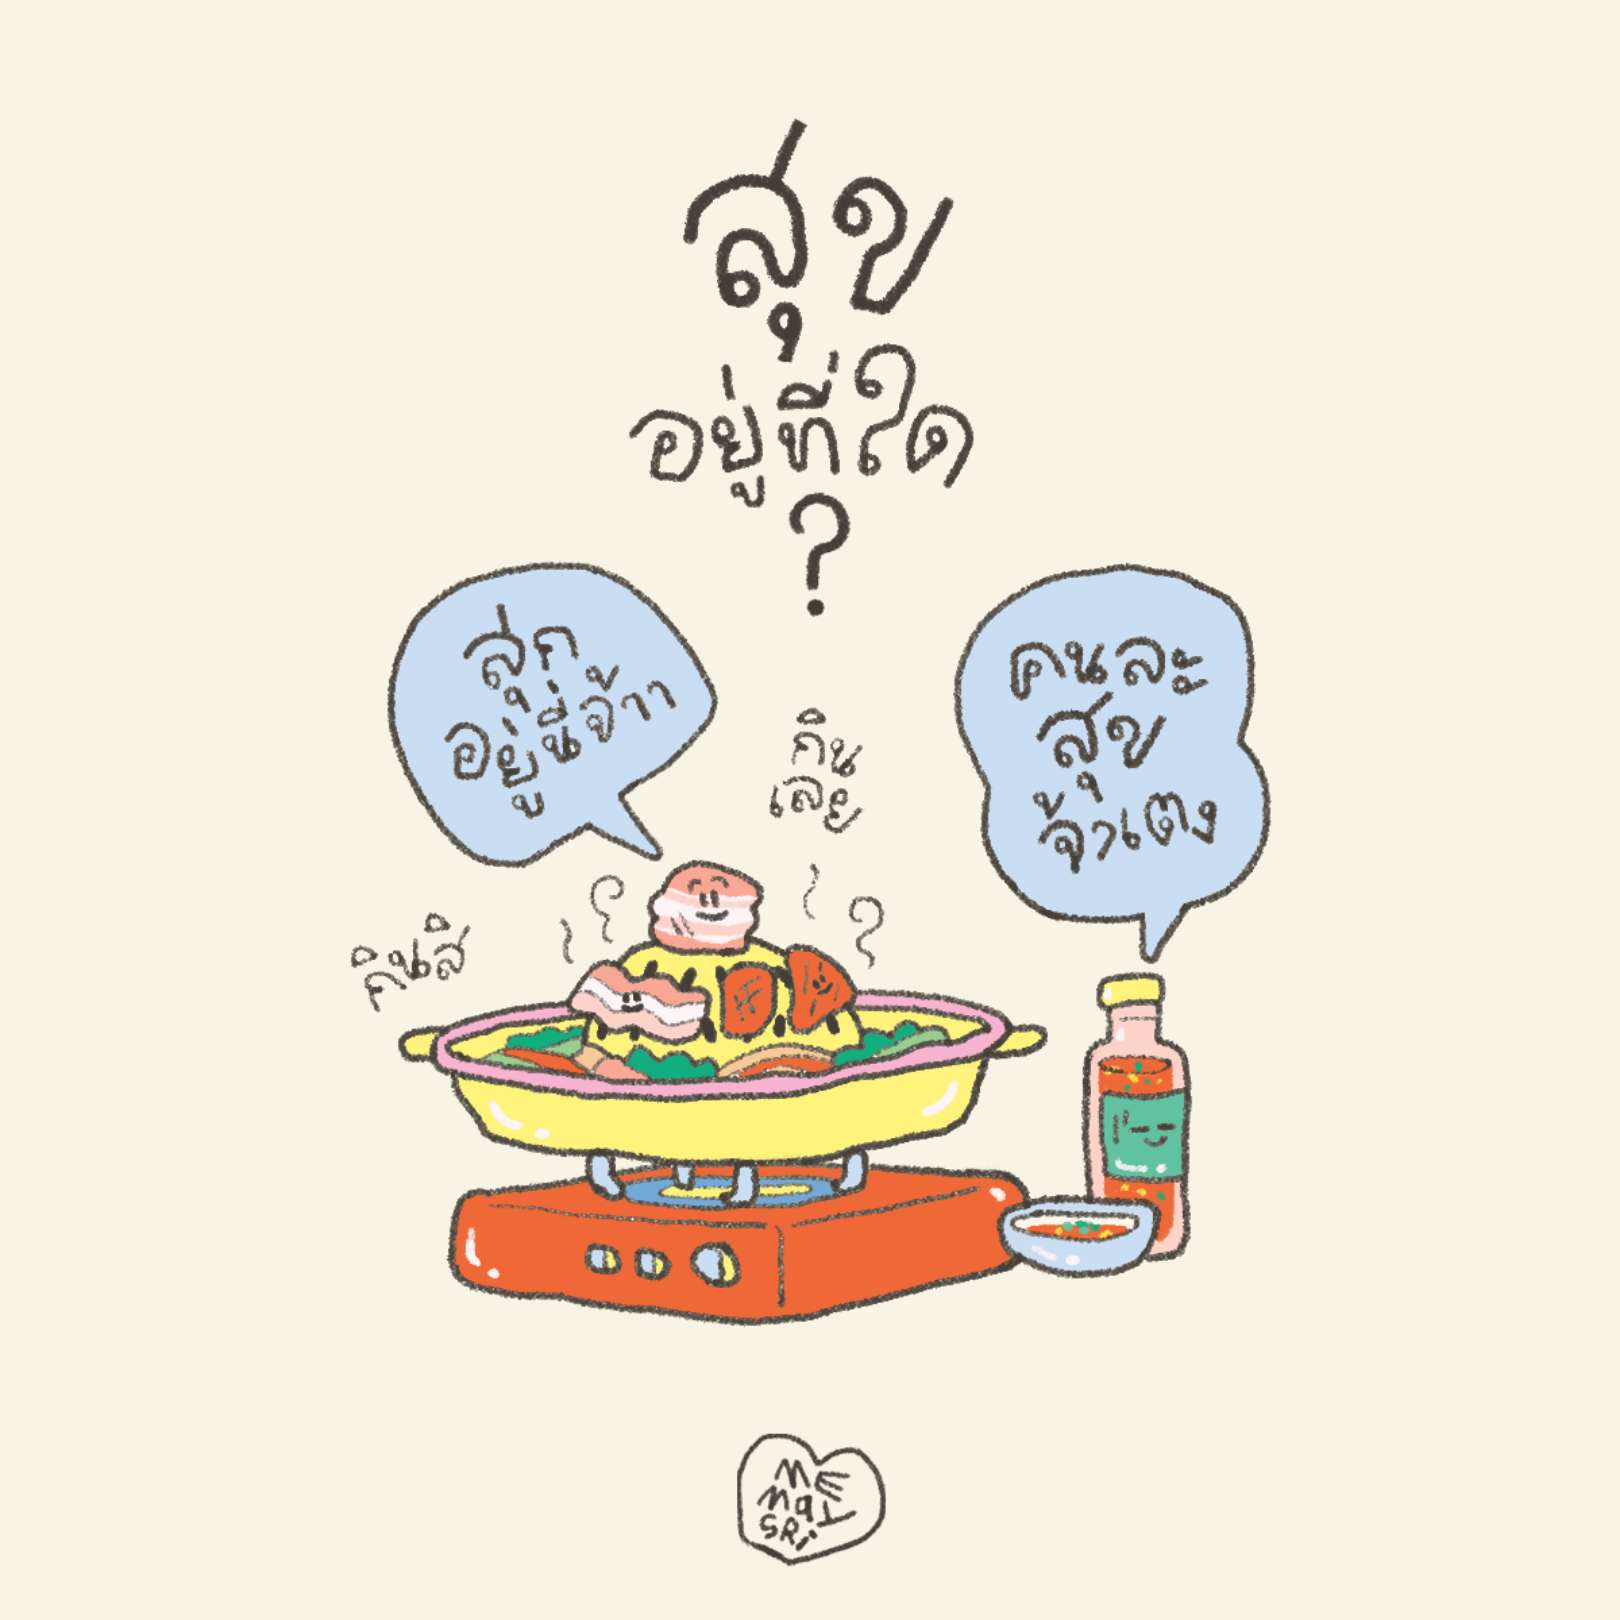 สุข
อยู่ที่ใด
?
สุก
อยู่นี่จ้าา
คนละ
สุข
จ้าเตง
กิน
เลย
กินสิ
ME
MaT
SRi